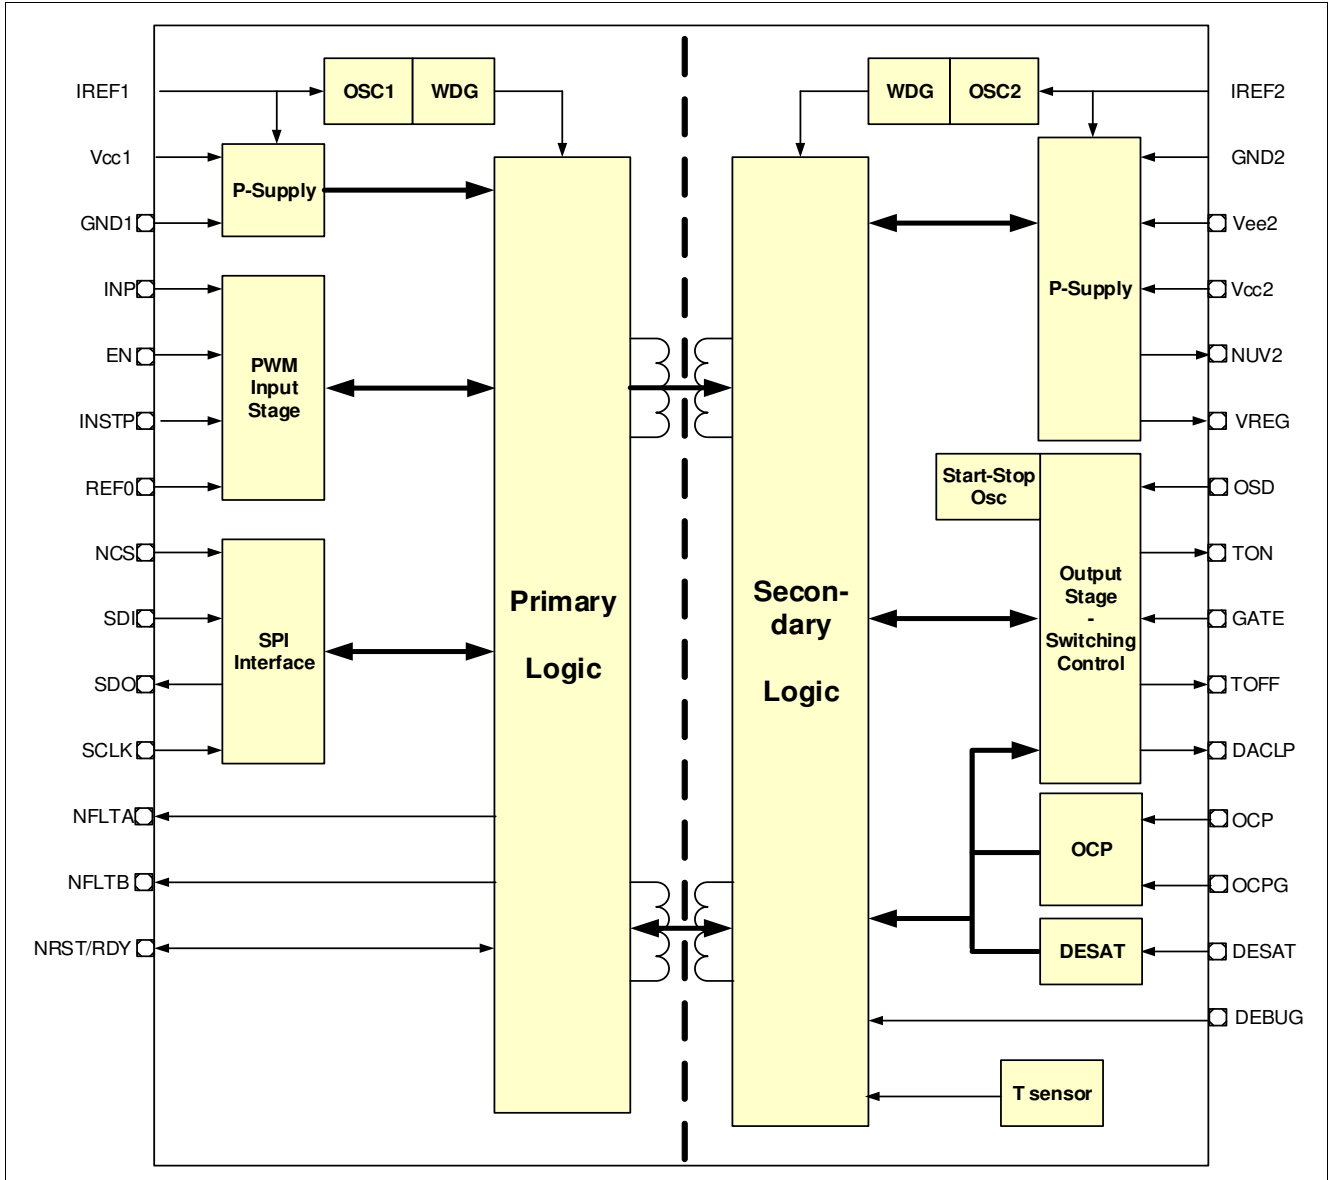 IREF1
OSC1
WDG
WDG
OSC2
IREF2
Vcc1
GND2
P-Supply
GND1
Vee2
INP
P-Supply
Vcc2
EN
NUV2
PWM
Input
Stage
INSTP
VREG
REF0
Start-Stop
Osc
OSD
NCS
TON
Output
Stage
-
Switching
Control
Primary
Logic
Secon-
dary
Logic
SDI
GATE
SPI
Interface
SDO
TOFF
SCLK
DACLP
NFLTA
OCP
OCP
NFLTB
OCPG
NRST/RDY
DESAT
DESAT
DEBUG
T sensor